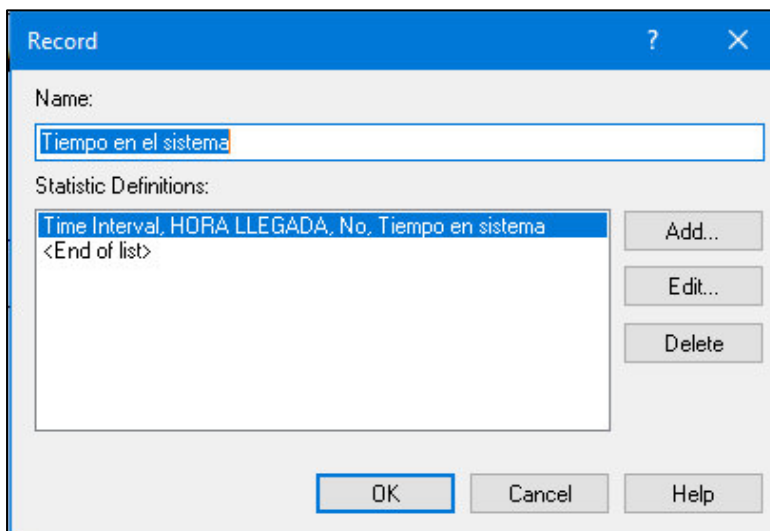 Record ?
Name:
Tiempo en el sistema
Statistic Definitions:
Time Interval, HORA LLEGADA, No, Tiempo en sistema
<End of list>
Add...
Edit...
Delete
OK Cancel Help